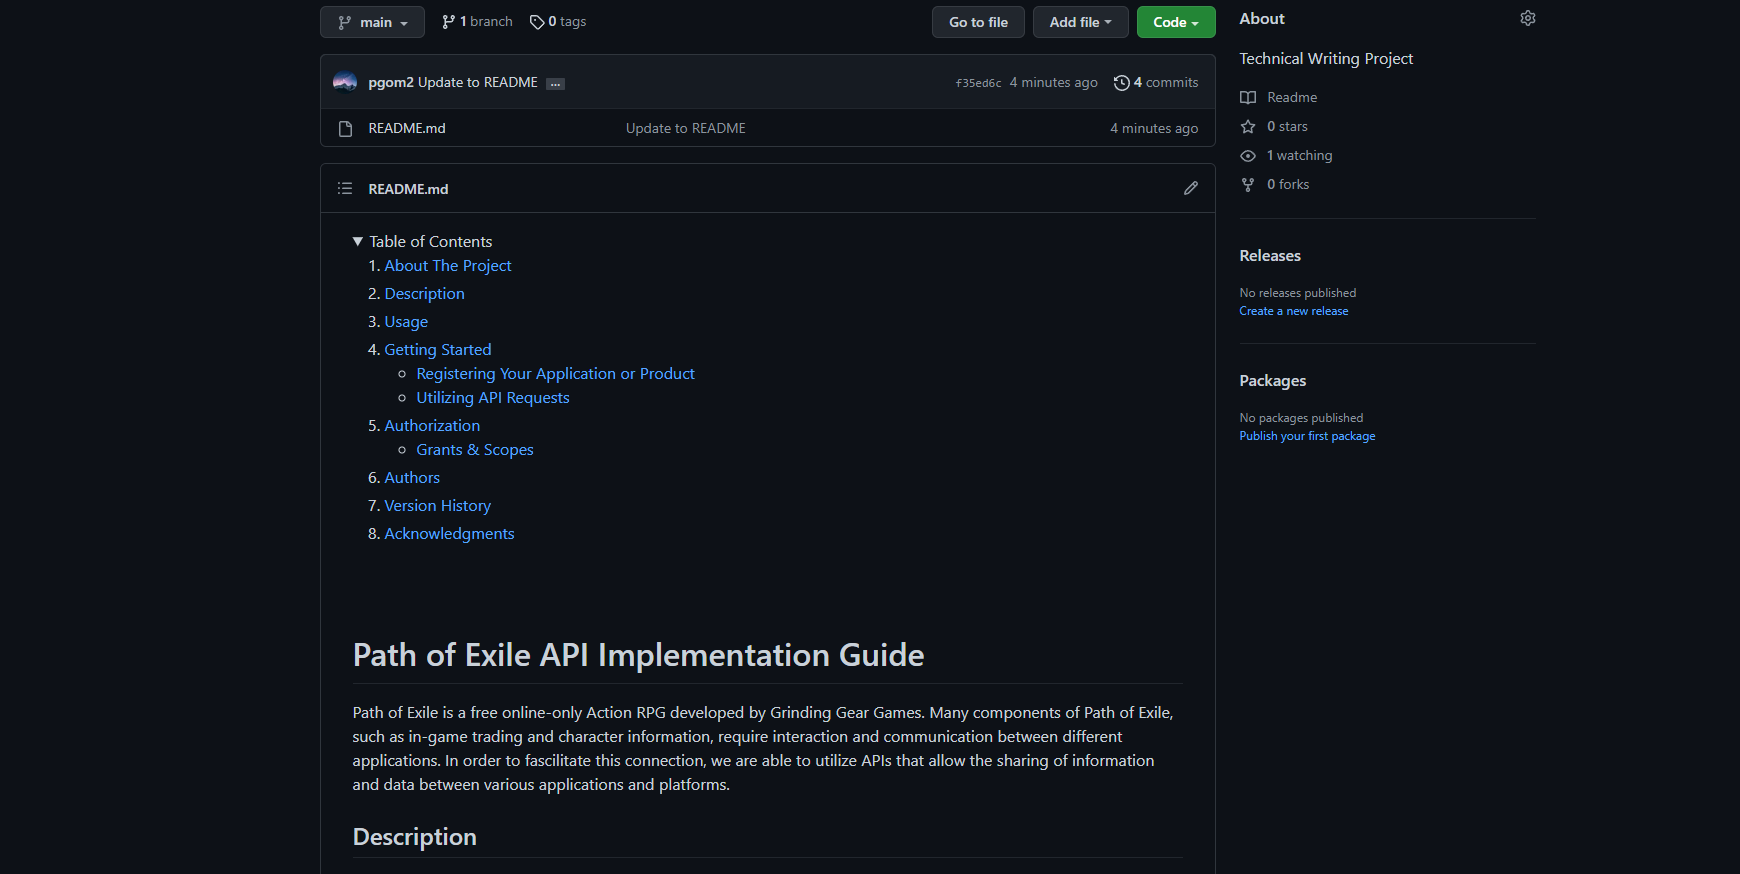 main
1 branch
0 tags
Go to file
Add file
Code
pgom2 Update to README ...
f35ed6c 4 minutes ago
4 commits
README.md
Update to README
4 minutes ago
README.md
Table of Contents
1. About The Project
2. Description
3. Usage
4. Getting Started
Registering Your Application or Product
Utilizing API Requests
5. Authorization
Grants & Scopes
6. Authors
7. Version History
8. Acknowledgments
Path of Exile API Implementation Guide
Path of Exile is a free online-only Action RPG developed by Grinding Gear Games. Many components of Path of Exile,
such as in-game trading and character information, require interaction and communication between different
applications. In order to fascilitate this connection, we are able to utilize APIs that allow the sharing of information
and data between various applications and platforms.
Description
About
Technical Writing Project
Readme
0 stars
1 watching
0 forks
Releases
No releases published
Create a new release
Packages
No packages published
Publish your first package